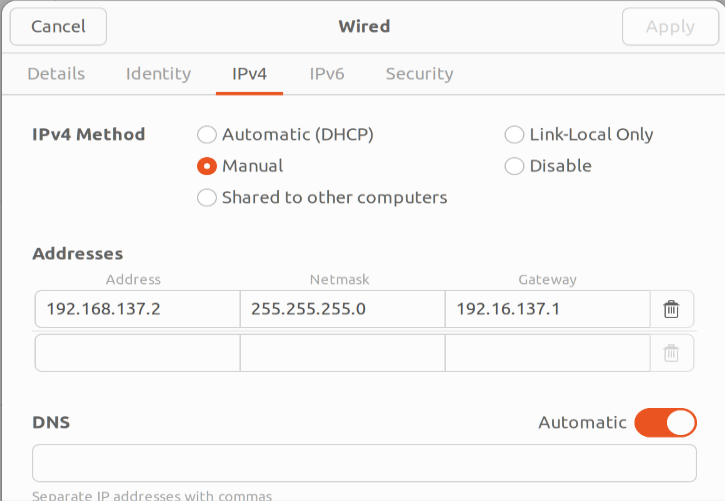 Cancel Wired Apply
Details Identity IPv4 IPv6 Security
IPv4 Method Automatic (DHCP) Link-Local Only
Manual Disable
Shared to other computers
Addresses
Address Netmask Gateway
192.168.137.2 255.255.255.0 192.16.137.1
DNS Automatic
Separate IP addresses with commas